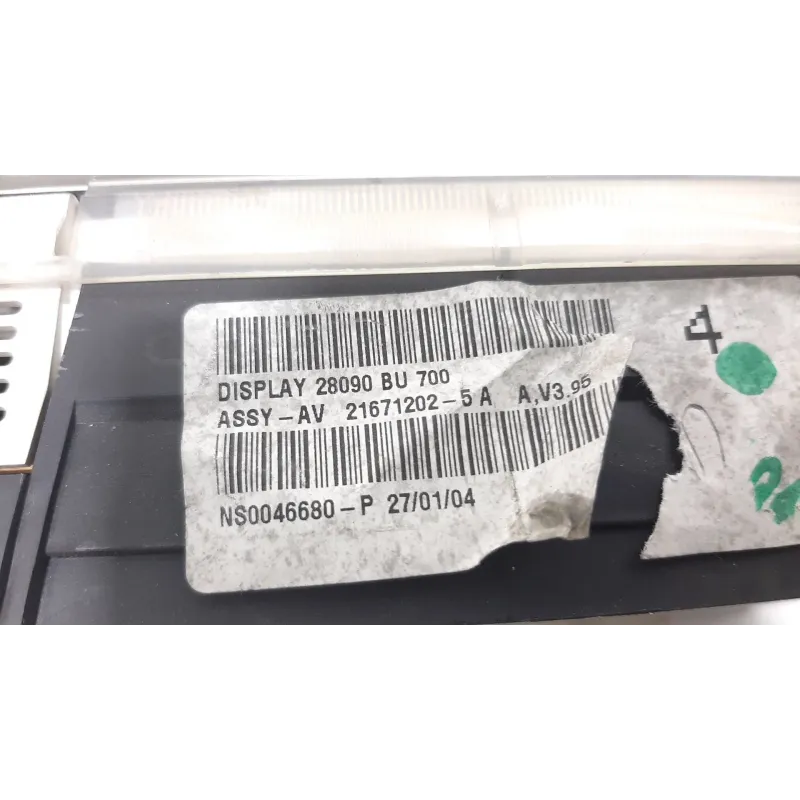 DISPLAY 28090 BU 700
ASSY-AV 21671202-5 A A,V3.95
NS0046680-P 27/01/04
4